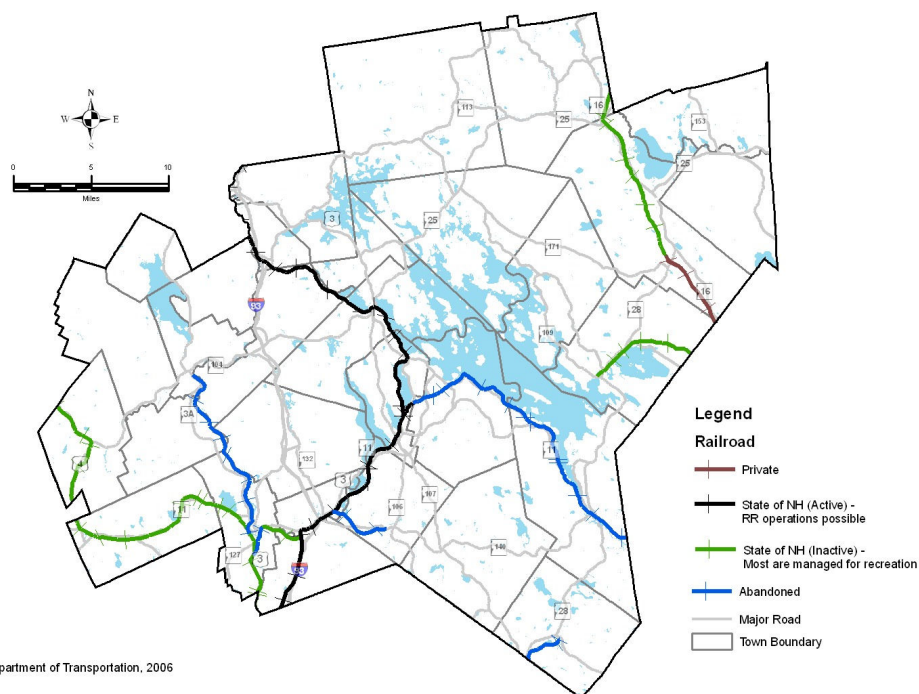 N
W E
S
0 5 10
Miles
16
113
25
153
25
3
25
171
16
93
28
109
104
3A
11
4
132
11
3
11
107
106
127
3
93
140
28
Legend
Railroad
Private
State of NH (Active) -
RR operations possible
State of NH (Inactive) -
Most are managed for recreation
Abandoned
Major Road
Town Boundary
partment of Transportation, 2006